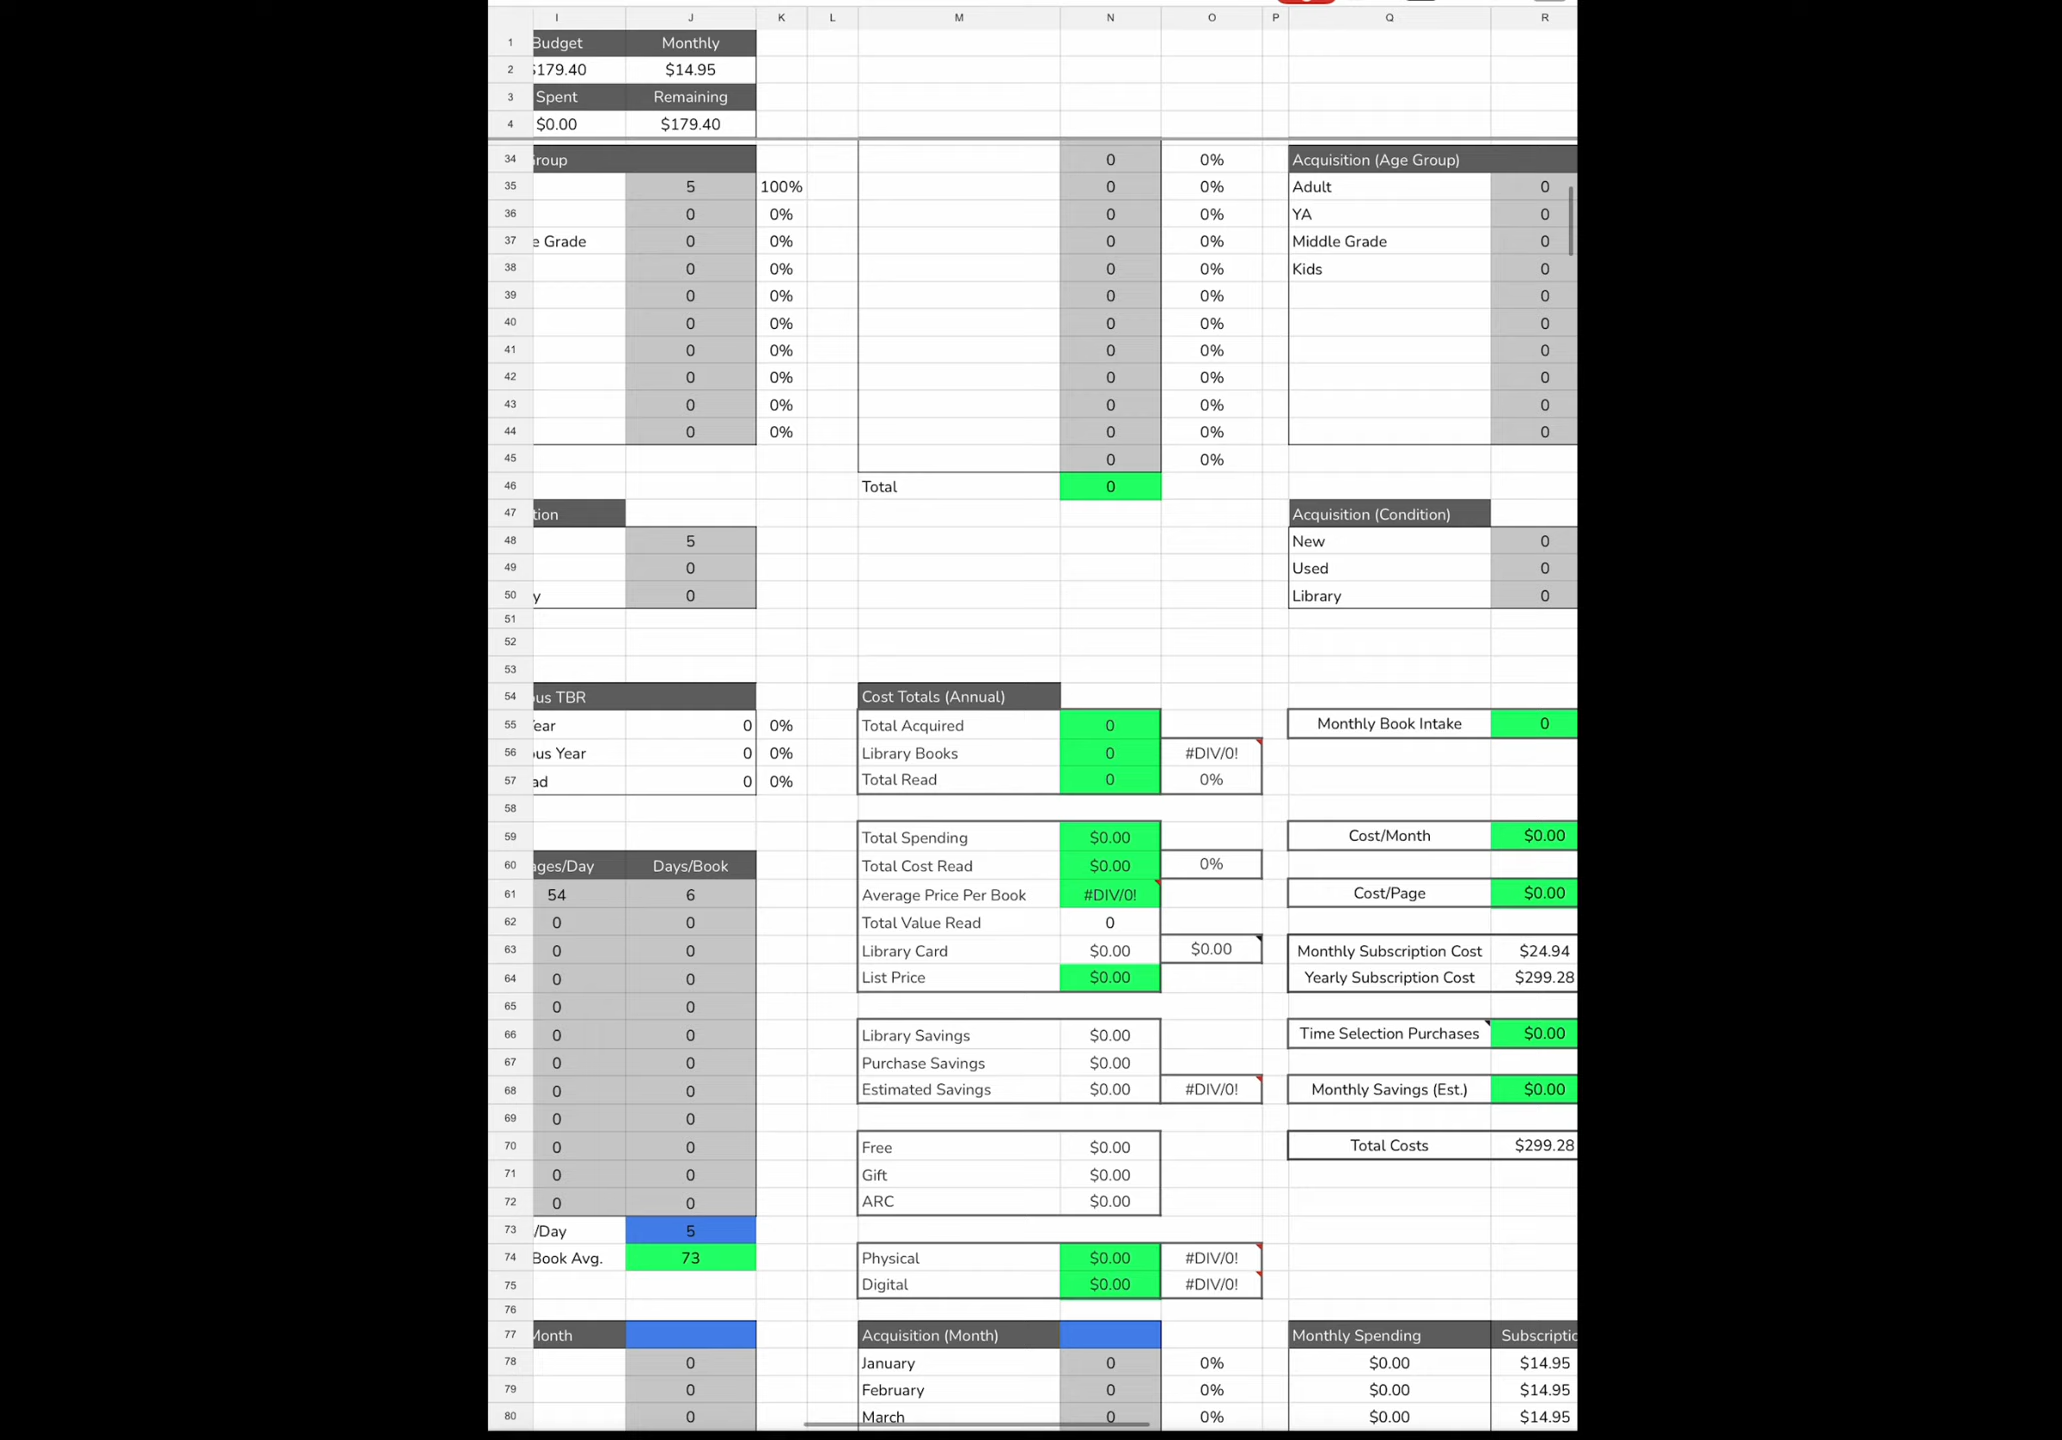 I J K L M N O P Q R
1 Budget Monthly
2 $179.40 $14.95
3 Spent Remaining
4 $0.00 $179.40
34 roup 0 0% Acquisition (Age Group)
35 5 100% 0 0% Adult 0
36 0 0% 0 0% YA 0
37 e Grade 0 0% 0 0% Middle Grade 0
38 0 0% 0 0% Kids 0
39 0 0% 0 0% 0
40 0 0% 0 0% 0
41 0 0% 0 0% 0
42 0 0% 0 0% 0
43 0 0% 0 0% 0
44 0 0% 0 0% 0
45 0 0%
46 Total 0
47 tion Acquisition (Condition)
48 5 New 0
49 0 Used 0
50 y 0 Library 0
51
52
53
54 ous TBR Cost Totals (Annual)
55 ear 0 0% Total Acquired 0 Monthly Book Intake 0
56 ous Year 0 0% Library Books 0 #DIV/0!
57 ad 0 0% Total Read 0 0%
58
59 Total Spending $0.00 Cost/Month $0.00
60 ages/Day Days/Book Total Cost Read $0.00 0%
61 54 6 Average Price Per Book #DIV/0! Cost/Page $0.00
62 0 0 Total Value Read 0
63 0 0 Library Card $0.00 $0.00 Monthly Subscription Cost $24.94
64 0 0 List Price $0.00 Yearly Subscription Cost $299.28
65 0 0
66 0 0 Library Savings $0.00 Time Selection Purchases $0.00
67 0 0 Purchase Savings $0.00
68 0 0 Estimated Savings $0.00 #DIV/0! Monthly Savings (Est.) $0.00
69 0 0
70 0 0 Free $0.00 Total Costs $299.28
71 0 0 Gift $0.00
72 0 0 ARC $0.00
73 /Day 5
74 Book Avg. 73 Physical $0.00 #DIV/0!
75 Digital $0.00 #DIV/0!
76
77 Month Acquisition (Month) Monthly Spending Subscriptio
78 0 January 0 0% $0.00 $14.95
79 0 February 0 0% $0.00 $14.95
80 0 March 0 0% $0.00 $14.95